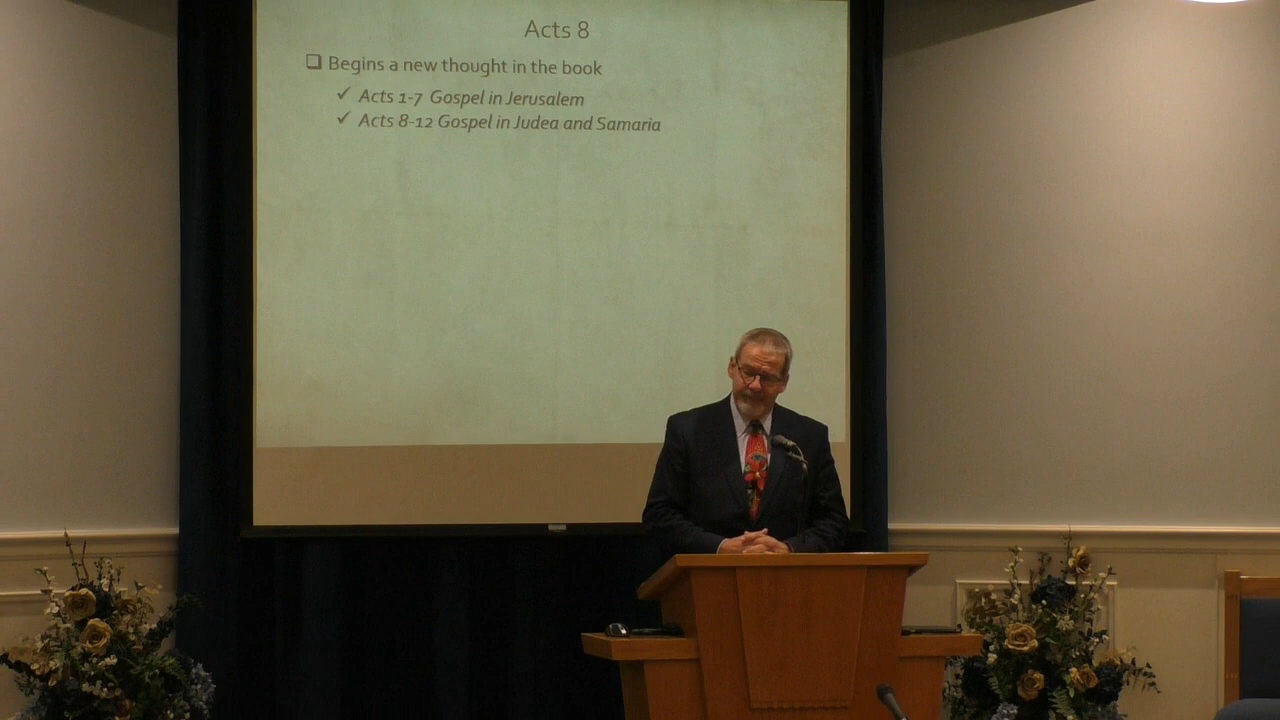 Acts 8
Begins a new thought in the book
Acts 1-7 Gospel in Jerusalem
Acts 8-12 Gospel in Judea and Samaria